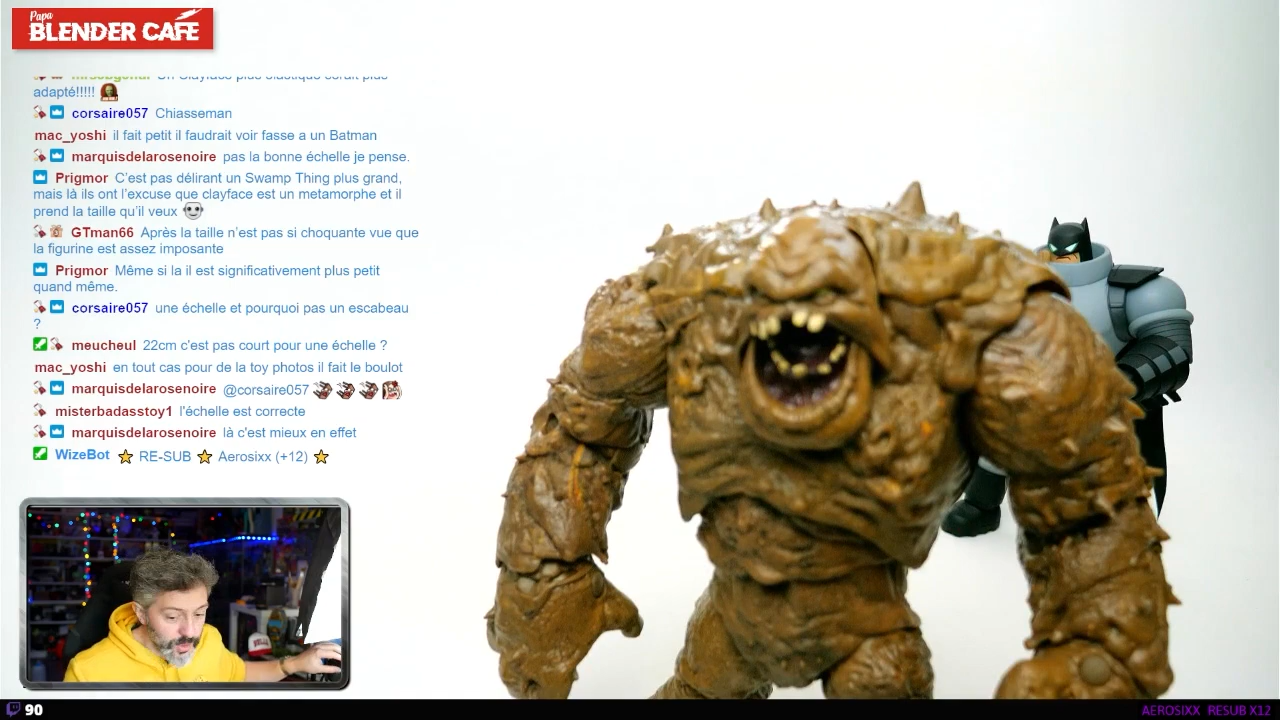 Papa
BLENDER CAFÉ
adapté!!!!!
corsaire057 Chiasseman
mac_yoshi il fait petit il faudrait voir fasse a un Batman
marquisdelarosenoire pas la bonne échelle je pense.
Prigmor C'est pas délirant un Swamp Thing plus grand,
mais là ils ont l'excuse que clayface est un metamorphe et il
prend la taille qu'il veux
GTman66 Après la taille n'est pas si choquante vue que
la figurine est assez imposante
Prigmor Même si la il est significativement plus petit
quand même.
corsaire057 une échelle et pourquoi pas un escabeau
?
meucheul 22cm c'est pas court pour une échelle ?
mac_yoshi en tout cas pour de la toy photos il fait le boulot
marquisdelarosenoire @corsaire057
misterbadasstoy1 l'échelle est correcte
marquisdelarosenoire là c'est mieux en effet
WizeBot RE-SUB Aerosixx (+12)
90
AEROSIXX RESUB X12